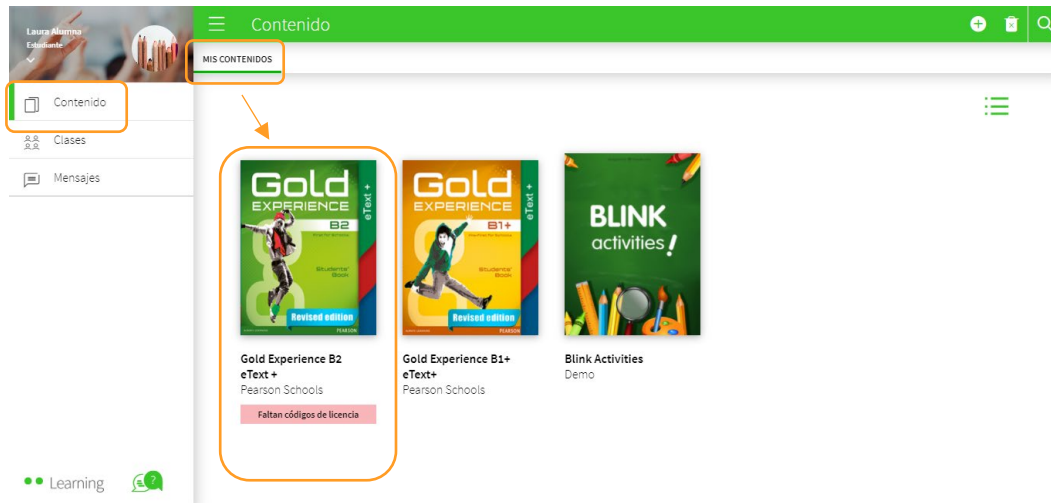 Laura Alumna
Estudiante
Contenido
Clases
Mensajes
Learning
?
Contenido
MIS CONTENIDOS
Gold
EXPERIENCE
B2
eText +
Students'
Book
Revised edition
PEARSON
Gold Experience B2
eText +
Pearson Schools
Faltan códigos de licencia
Gold
EXPERIENCE
B1+
eText +
Students'
Book
Revised edition
PEARSON
Gold Experience B1+
eText+
Pearson Schools
BLINK
activities!
Blink Activities
Demo